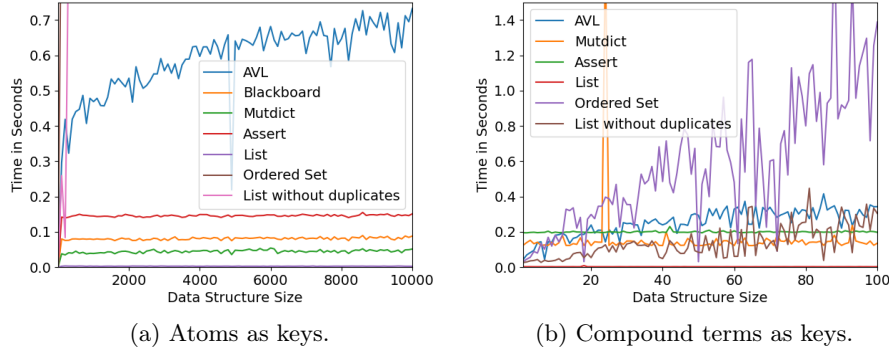 0.7
0.6
0.5
0.4
0.3
0.2
0.1
0.0
Time in Seconds
AVL
Blackboard
Mutdict
Assert
List
Ordered Set
List without duplicates
2000 4000 6000 8000 10000
Data Structure Size
(a) Atoms as keys.
1.4
1.2
1.0
0.8
0.6
0.4
0.2
0.0
Time in Seconds
AVL
Mutdict
Assert
List
Ordered Set
List without duplicates
20 40 60 80 100
Data Structure Size
(b) Compound terms as keys.